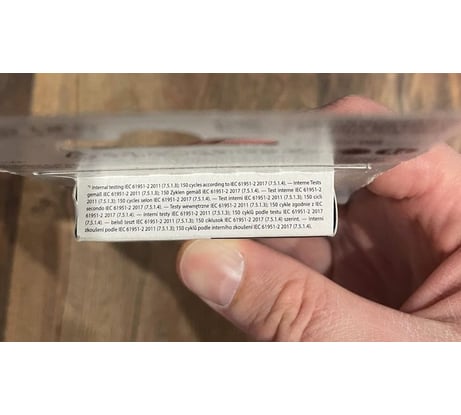 Internal testing IEC 61951-2 2011 (7.5.1.3); 150 cycles according to IEC 61951-2 2017 (7.5.1.4). — Interne Tests
gemäß IEC 61951-2 2011 (7.5.1.3); 150 Zyklen gemäß IEC 61951-2 2017 (7.5.1.4). — Test interne IEC 61951-2
2011 (7.5.1.3); 150 cycles selon IEC 61951-2 2017 (7.5.1.4). — Test interni IEC 61951-2 2011 (7.5.1.3); 150 cicli
secondo IEC 61951-2 2017 (7.5.1.4). — Testy wewnętrzne IEC 61951-2 2011 (7.5.1.3); 150 cykle zgodnie z IEC
61951-2 2017 (7.5.1.4). — Interní testy IEC 61951-2 2011 (7.5.1.3); 150 cyklů podle testu IEC 61951-2 2017
(7.5.1.4). — belső teszt IEC 61951-2 2011 (7.5.1.3); 150 ciklusok IEC 61951-2 2017 (7.5.1.4) szerint. — Interní
zkoušení podle IEC 61951-2 2011 (7.5.1.3); 150 cyklů podle interního zkoušení IEC 61951-2 2017 (7.5.1.4).